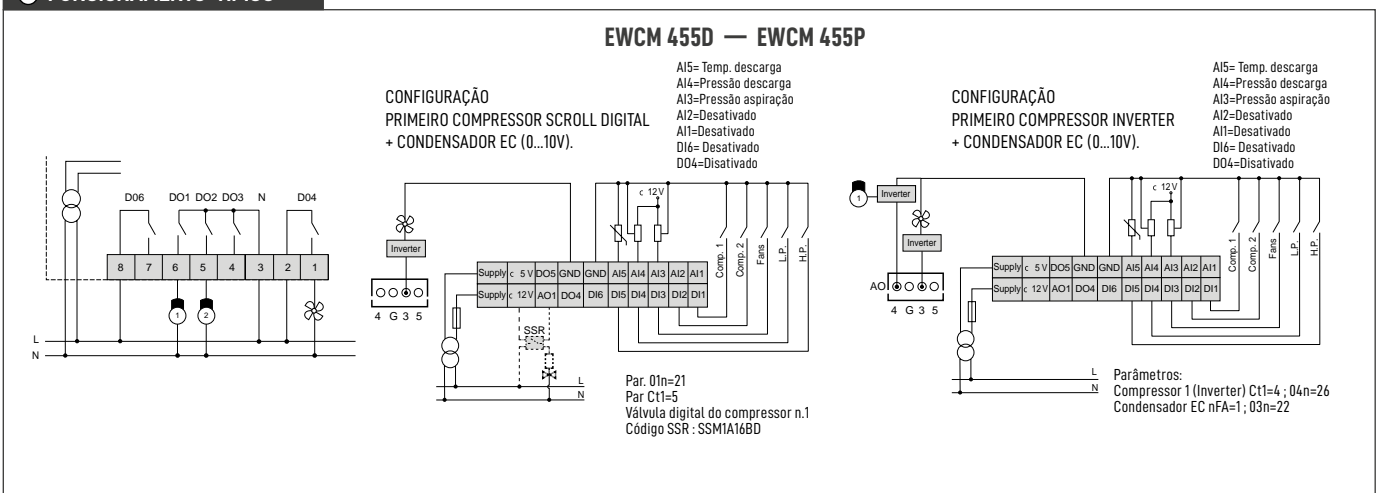 EWCM 455D — EWCM 455P
CONFIGURAÇÃO
PRIMEIRO COMPRESSOR SCROLL DIGITAL
+ CONDENSADOR EC (0...10V).
AI5= Temp. descarga
AI4=Pressão descarga
AI3=Pressão aspiração
AI2=Desativado
AI1=Desativado
DI6= Desativado
DO4=Disativado
CONFIGURAÇÃO
PRIMEIRO COMPRESSOR INVERTER
+ CONDENSADOR EC (0...10V).
AI5= Temp. descarga
AI4=Pressão descarga
AI3=Pressão aspiração
AI2=Desativado
AI1=Desativado
DI6= Desativado
DO4=Disativado
D06 DO1 DO2 DO3 N D04
8 7 6 5 4 3 2 1
1 2
L
N
Inverter
4 G 3 5
c 12 V
Comp. 1
Comp. 2
Fans
L.P.
H.P.
Supply c 5 V DO5 GND GND AI5 AI4 AI3 AI2 AI1
Supply c 12 V AO1 DO4 DI6 DI5 DI4 DI3 DI2 DI1
SSR
L
N
Par. 01n=21
Par Ct1=5
Válvula digital do compressor n.1
Código SSR : SSM1A16BD
1
Inverter
Inverter
AO
4 G 3 5
c 12 V
Comp. 1
Comp. 2
Fans
L.P.
H.P.
Supply c 5 V DO5 GND GND AI5 AI4 AI3 AI2 AI1
Supply c 12 V AO1 DO4 DI6 DI5 DI4 DI3 DI2 DI1
L
N
Parâmetros:
Compressor 1 (Inverter) Ct1=4 ; 04n=26
Condensador EC nFA=1 ; 03n=22